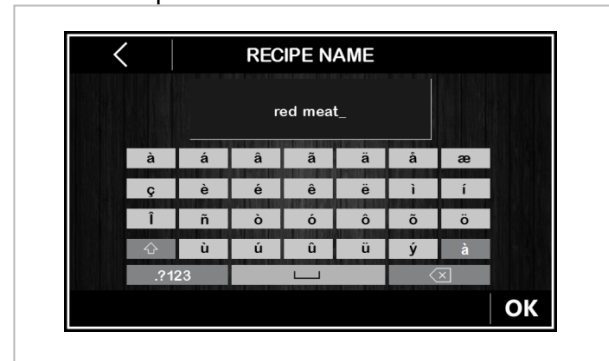 RECIPE NAME
red meat_
à á â ã ä å æ
ç è é ê ë ì í
Î ñ ò ó ô õ ö
ù ú û ü ý à
.?123
OK